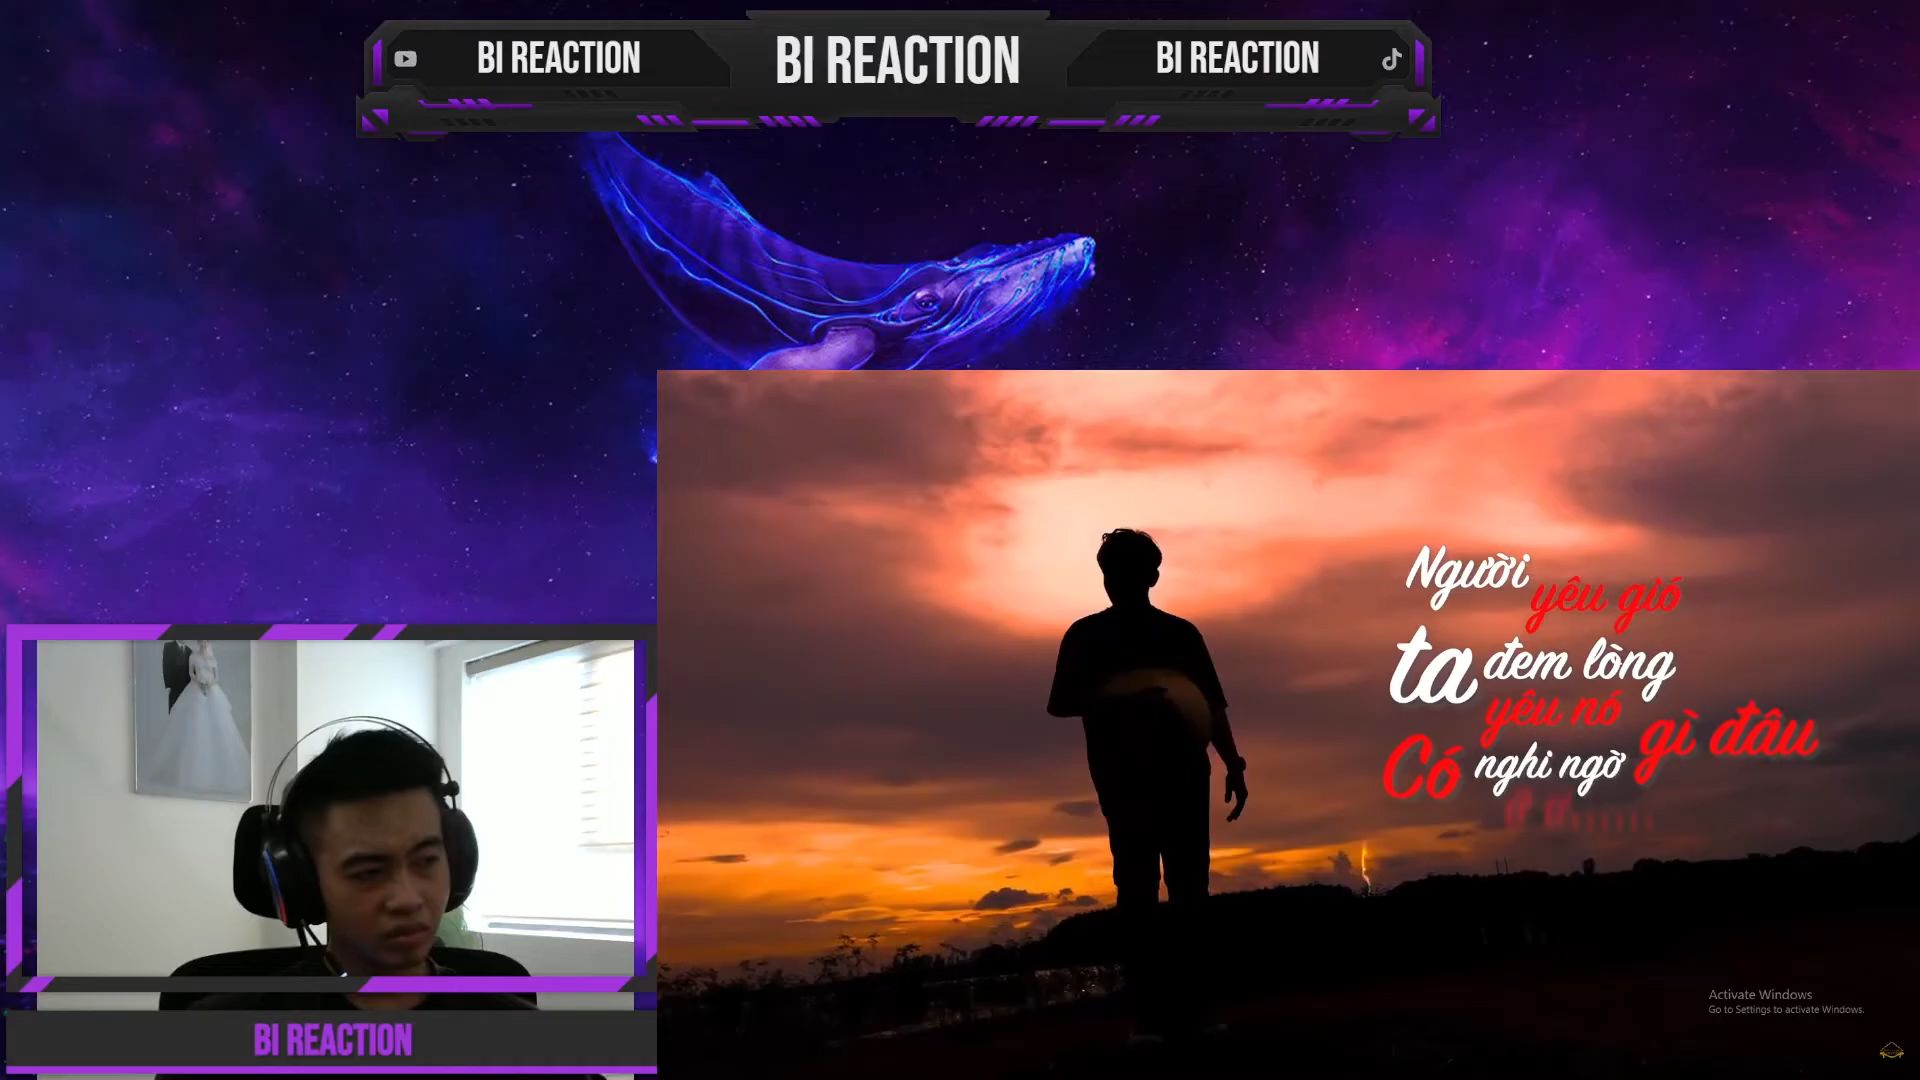 BI REACTION
BI REACTION
BI REACTION
Người yêu gió
ta đem lòng
yêu nó
Có nghi ngờ gì đâu
Activate Windows
Go to Settings to activate Windows.
BI REACTION